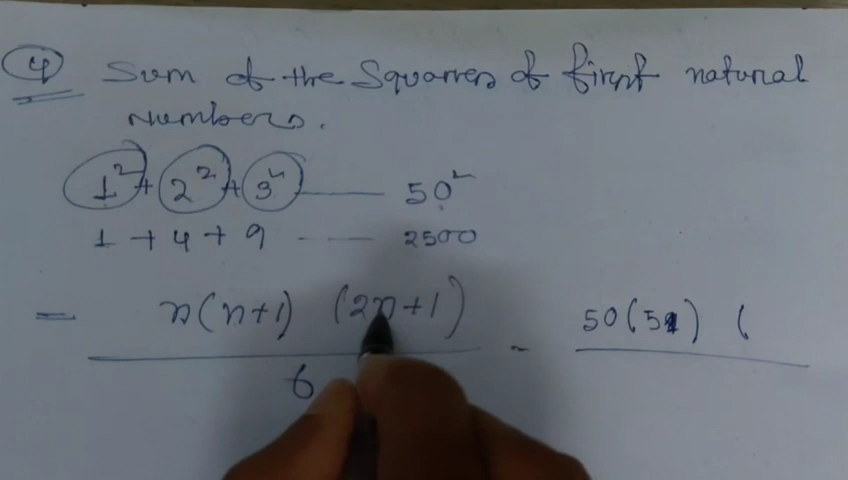 4 Sum of the Squares of first natural
numbers.
1² + 2² + 3² —— 50²
1 + 4 + 9 --- — 2500
= n(n+1) (2n+1) - 50(51) (
6